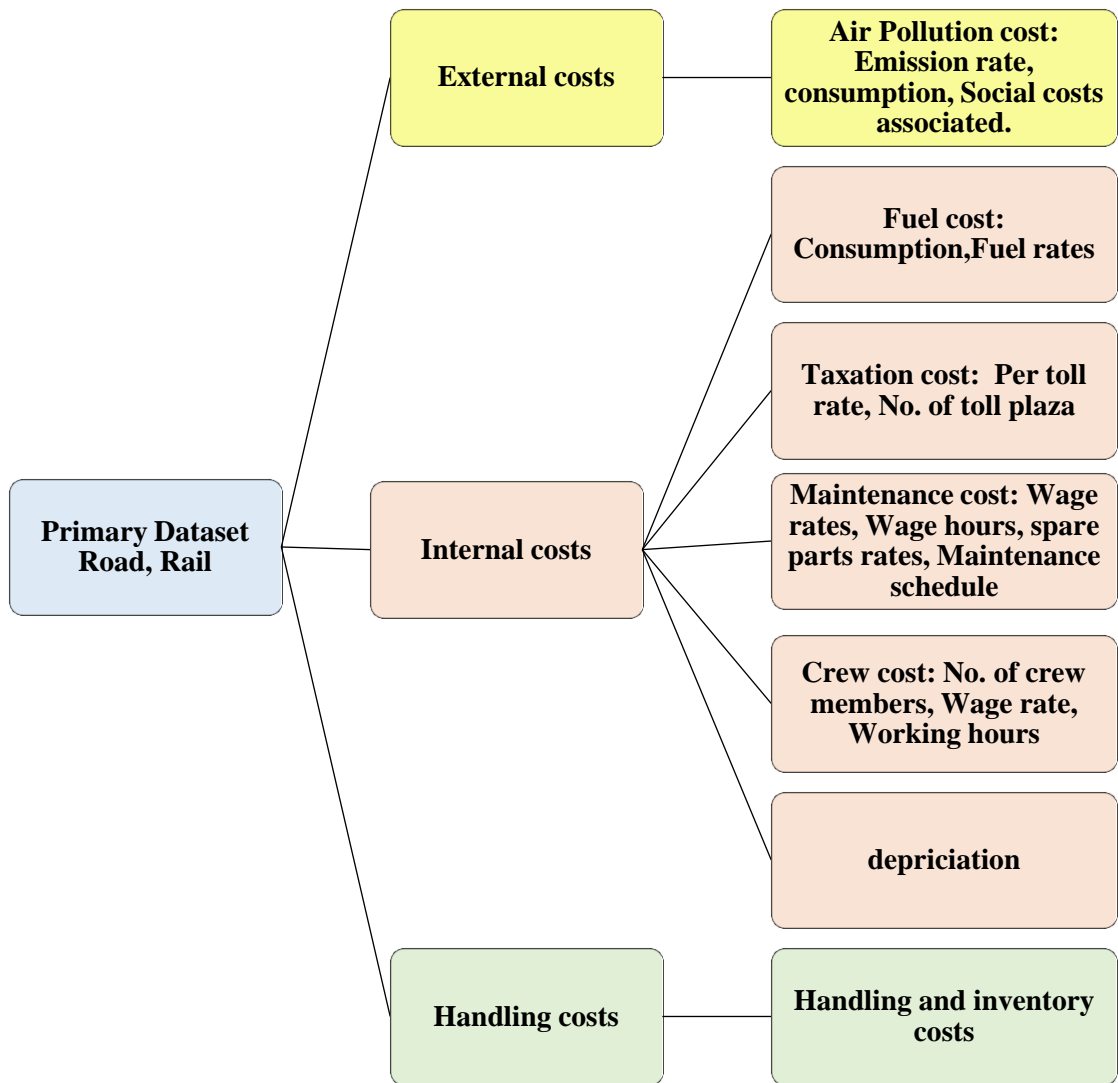 Primary Dataset
Road, Rail
External costs
Air Pollution cost:
Emission rate,
consumption, Social costs
associated.
Internal costs
Fuel cost:
Consumption,Fuel rates
Taxation cost:  Per toll
rate, No. of toll plaza
Maintenance cost: Wage
rates, Wage hours, spare
parts rates, Maintenance
schedule
Crew cost: No. of crew
members, Wage rate,
Working hours
depriciation
Handling costs
Handling and inventory
costs